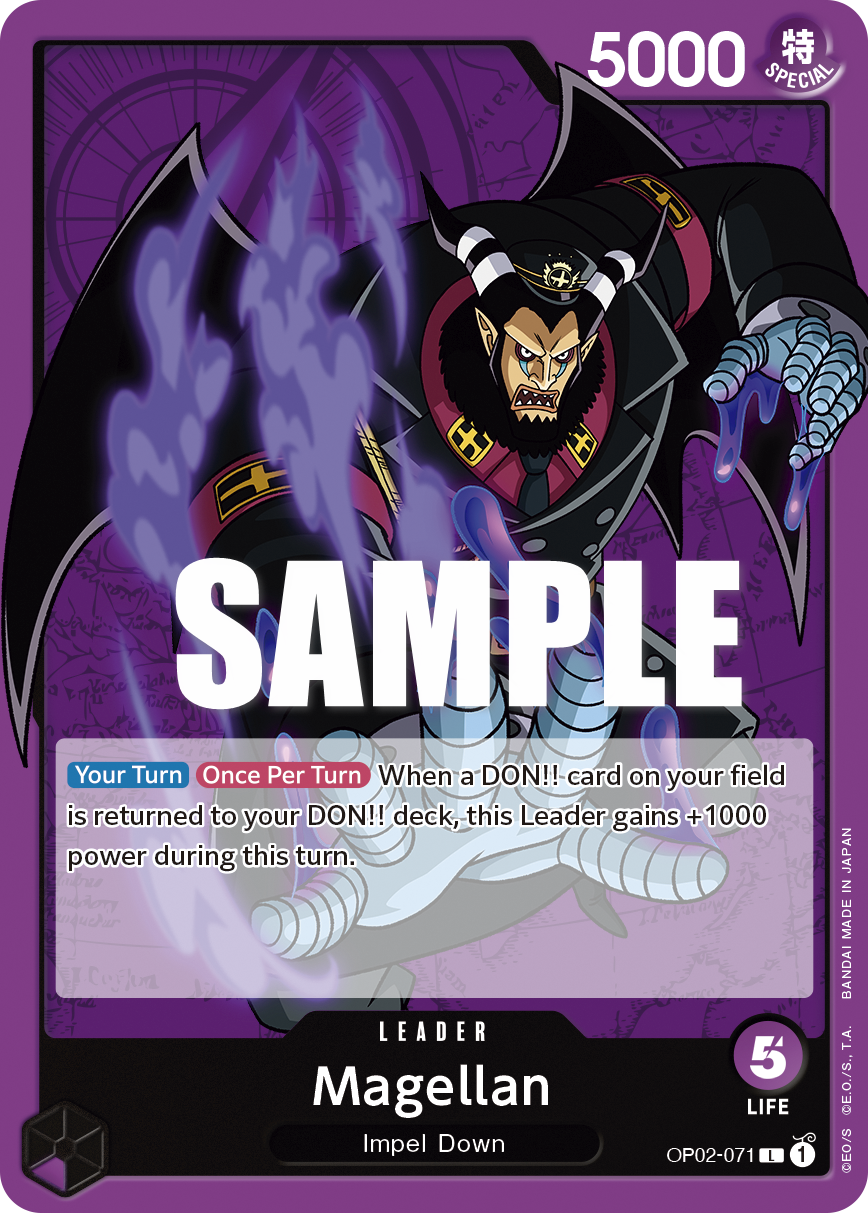 5000
特
SPECIAL
SAMPLE
Your Turn Once Per Turn When a DON!! card on your field
is returned to your DON!! deck, this Leader gains +1000
power during this turn.
LEADER
Magellan
Impel Down
5
LIFE
OP02-071 L 1
©EO/S ©E.O./S., T.A. BANDAI MADE IN JAPAN